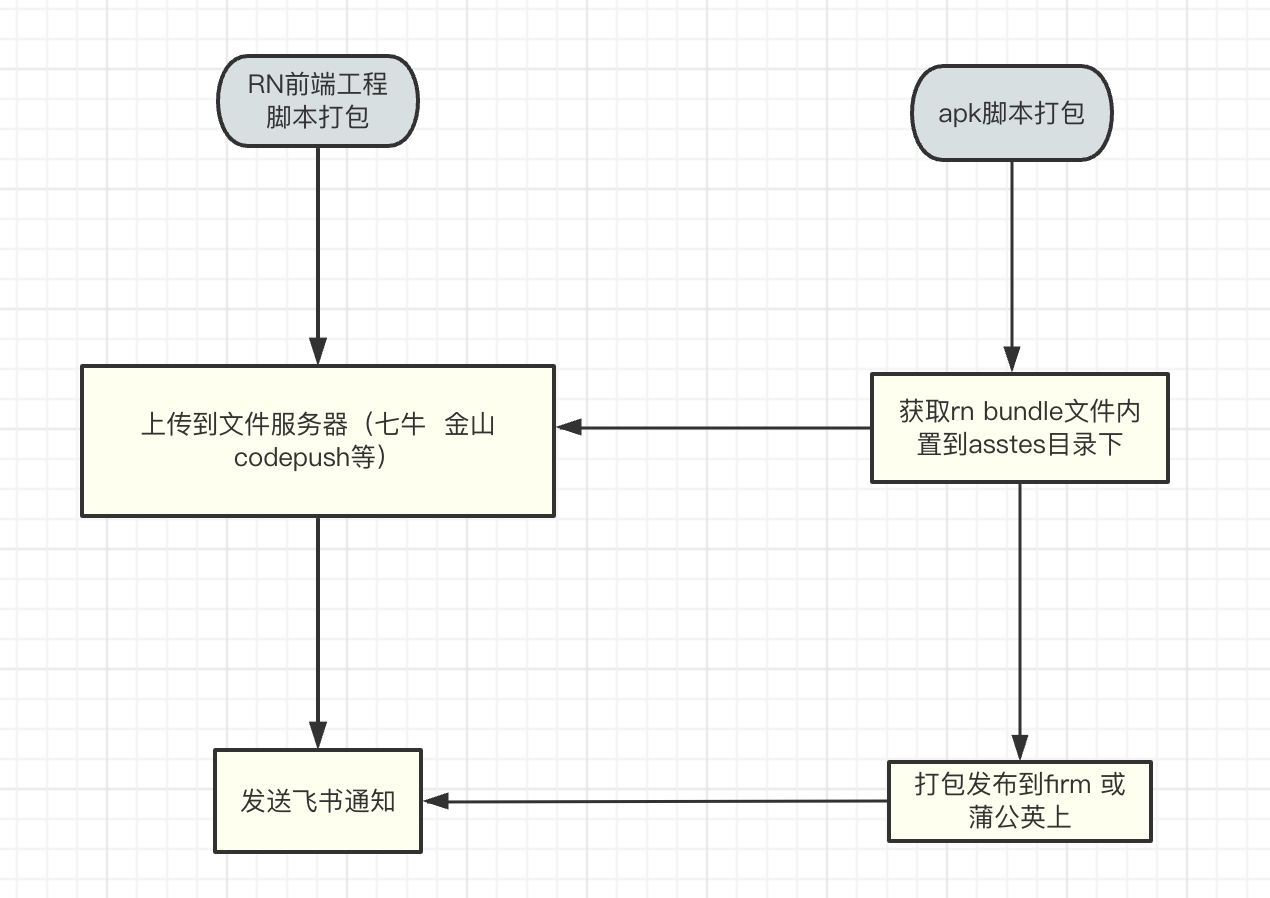 RN前端工程
脚本打包
apk脚本打包
上传到文件服务器（七牛 金山
codepush等）
获取rn bundle文件内
置到asstes目录下
发送飞书通知
打包发布到firm 或
蒲公英上